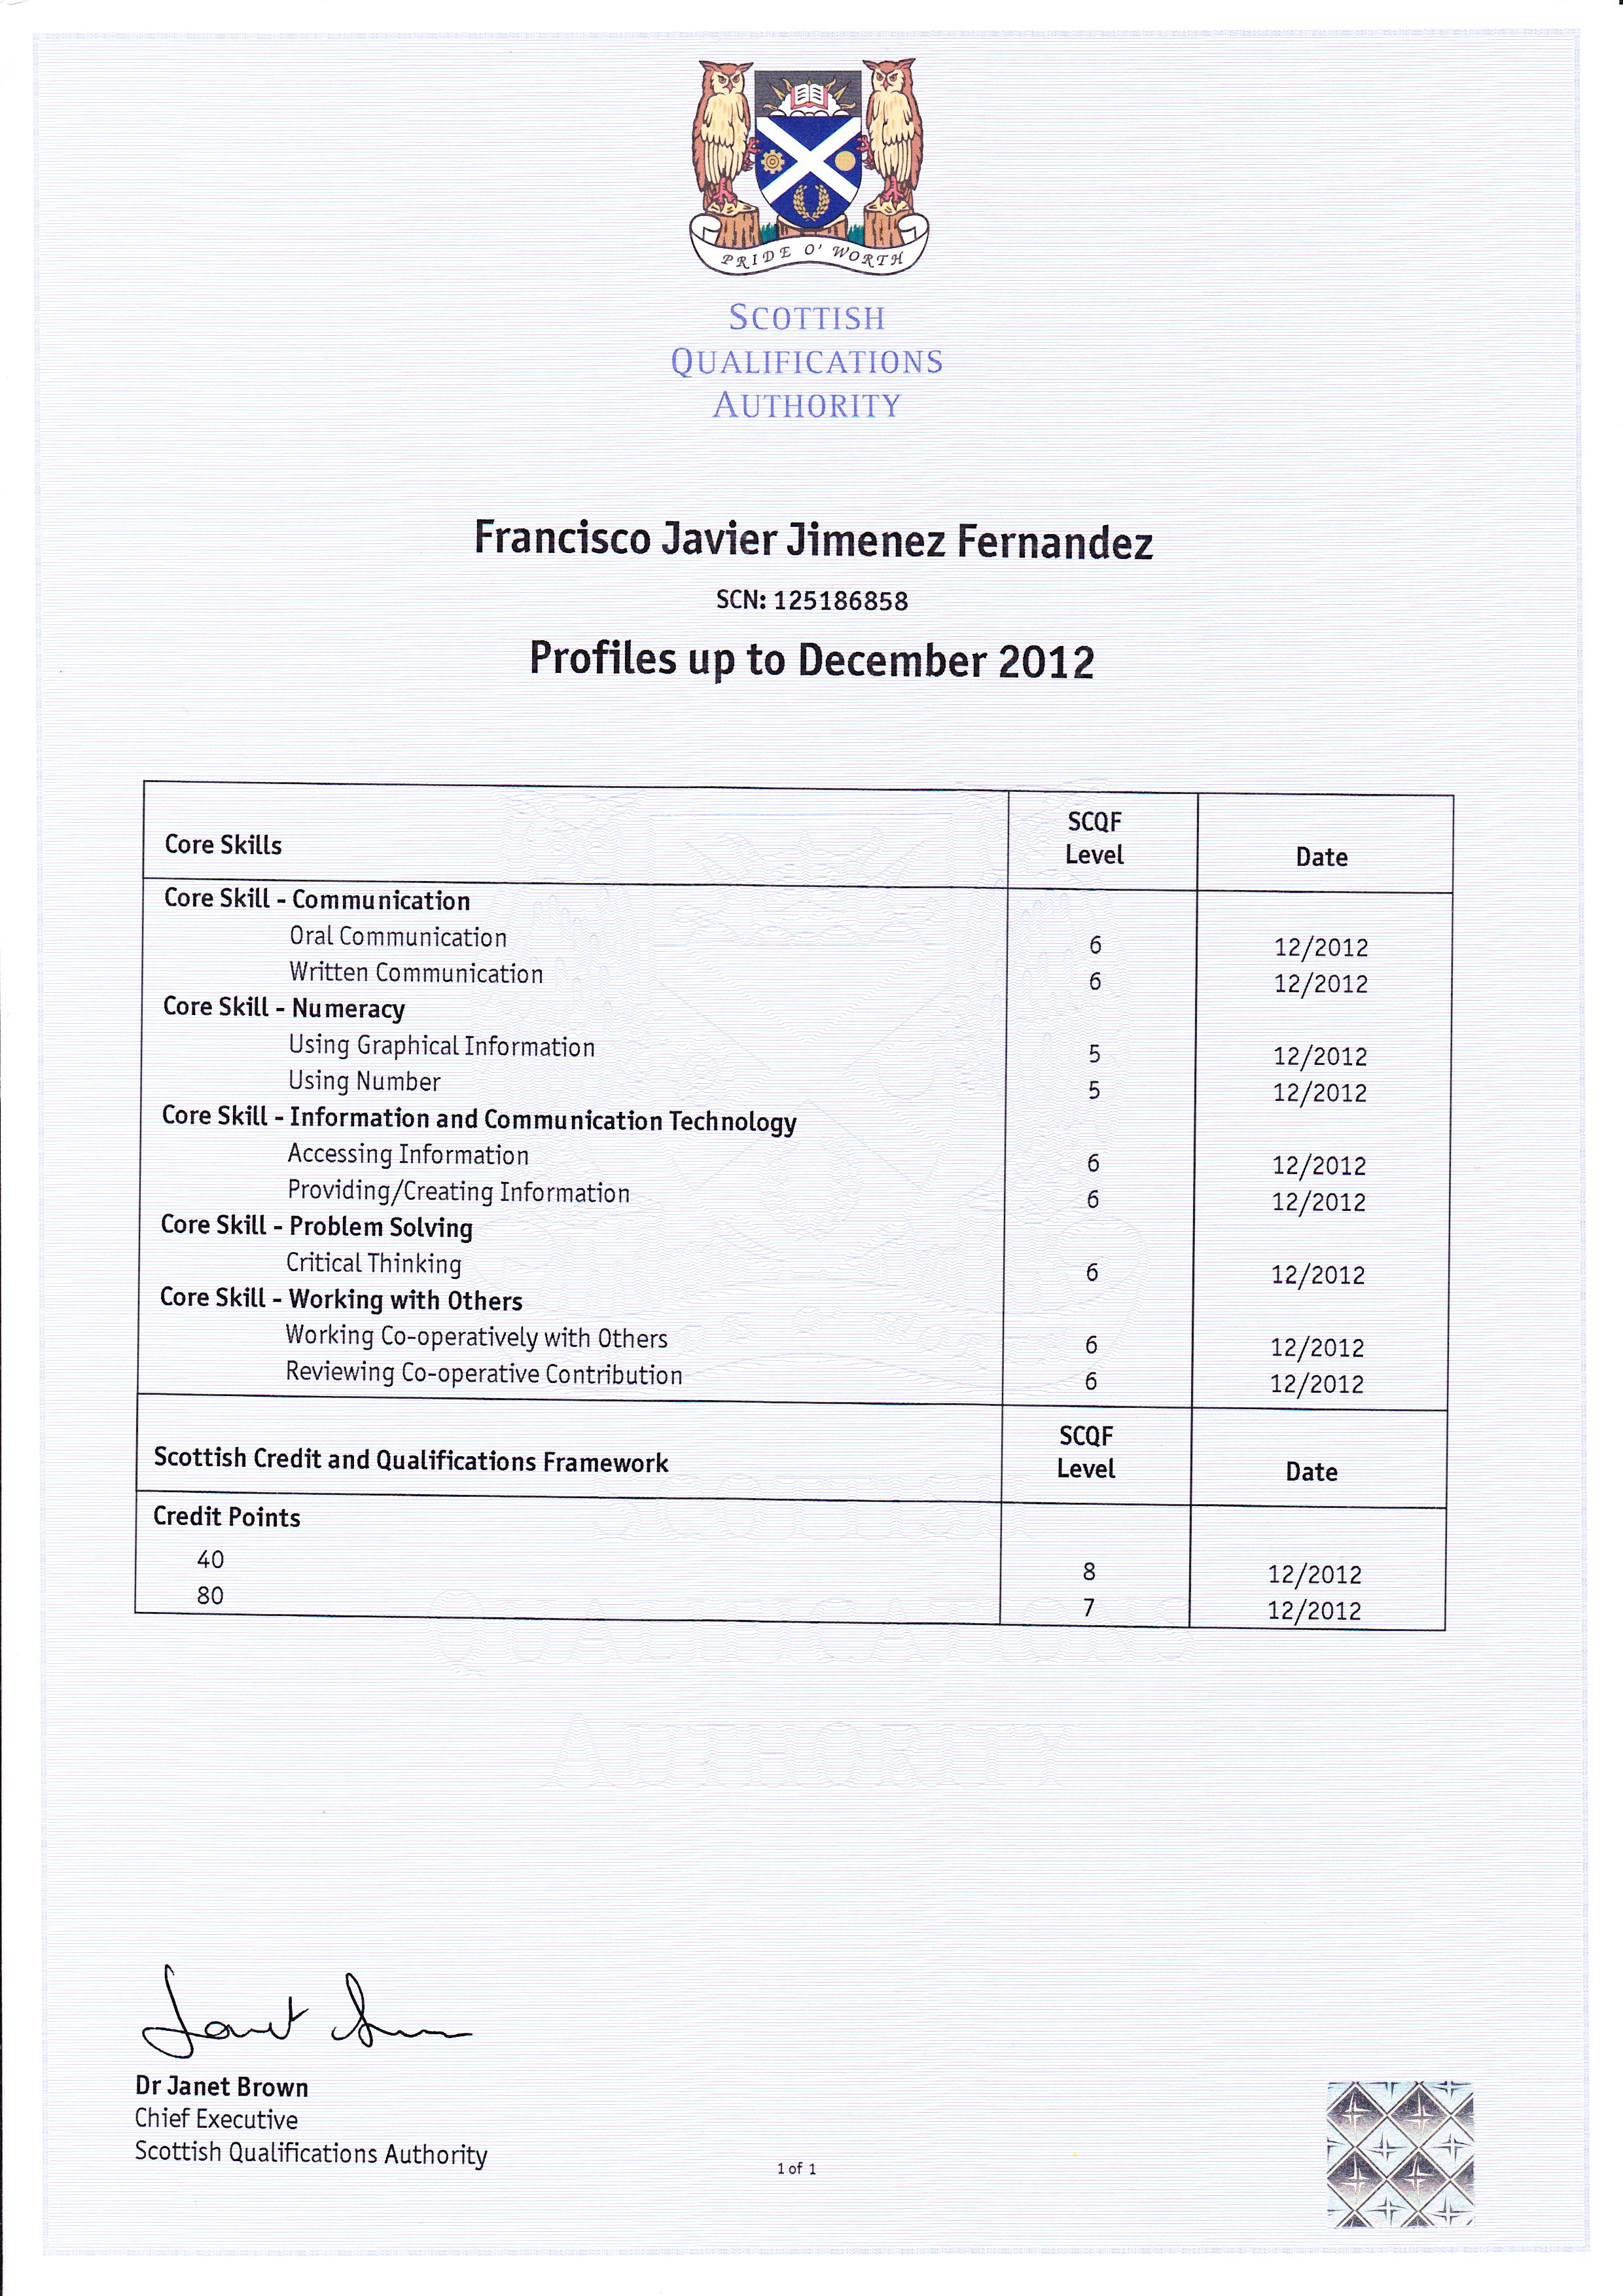 PRIDE O' WORTH
SCOTTISH
QUALIFICATIONS
AUTHORITY
Francisco Javier Jimenez Fernandez
SCN: 125186858
Profiles up to December 2012
Core Skills SCQF Level Date
Core Skill - Communication
Oral Communication 6 12/2012
Written Communication 6 12/2012
Core Skill - Numeracy
Using Graphical Information 5 12/2012
Using Number 5 12/2012
Core Skill - Information and Communication Technology
Accessing Information 6 12/2012
Providing/Creating Information 6 12/2012
Core Skill - Problem Solving
Critical Thinking 6 12/2012
Core Skill - Working with Others
Working Co-operatively with Others 6 12/2012
Reviewing Co-operative Contribution 6 12/2012
Scottish Credit and Qualifications Framework SCQF Level Date
Credit Points
40 8 12/2012
80 7 12/2012
SCOTTISH
QUALIFICATIONS
AUTHORITY
Dr Janet Brown
Chief Executive
Scottish Qualifications Authority
1 of 1